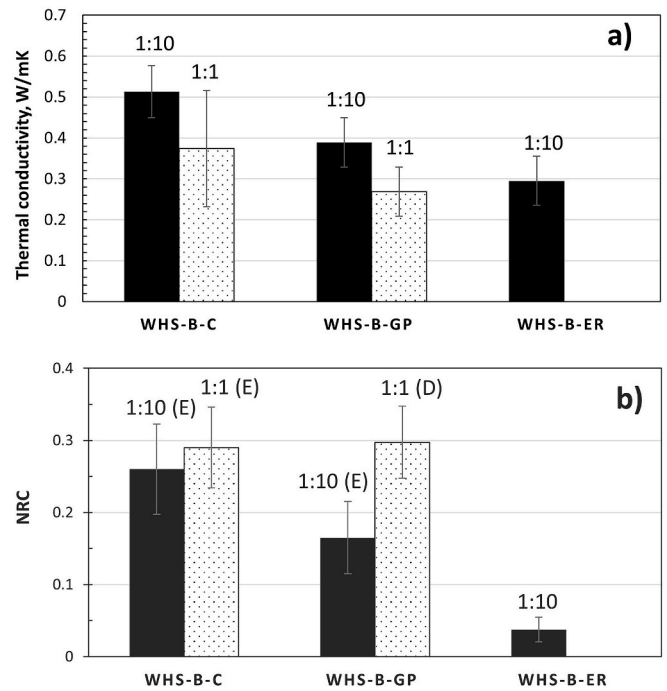 0.7
a)
1:10
0.6
1:1
0.5
1:10
1:10
0.4
1:1
0.3
0.2
0.1
0
Thermal conductivity, W/mK
WHS-B-C
WHS-B-GP
WHS-B-ER
0.4
b)
1:1 (E)
1:1 (D)
1:10 (E)
0.3
1:10 (E)
0.2
0.1
1:10
0
NRC
WHS-B-C
WHS-B-GP
WHS-B-ER